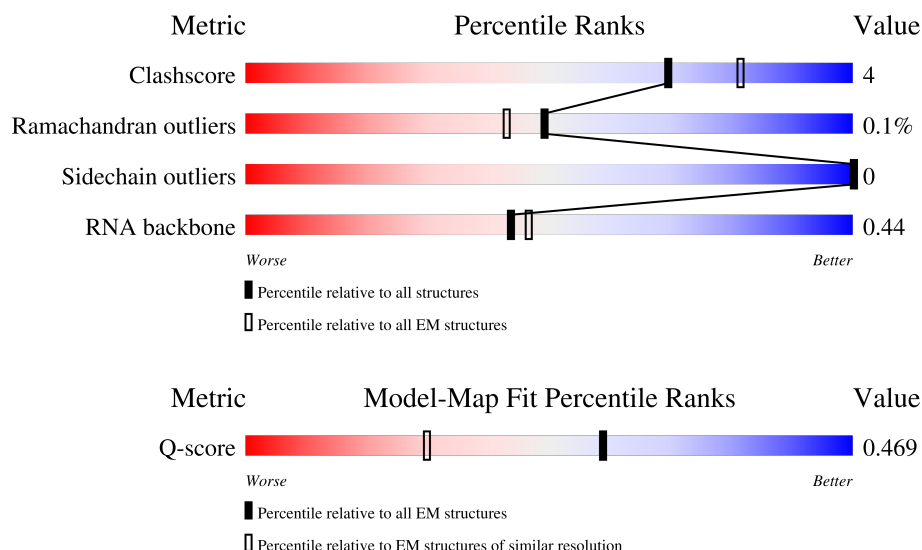 Metric Percentile Ranks Value
Clashscore 4
Ramachandran outliers 0.1%
Sidechain outliers 0
RNA backbone 0.44
Worse Better
Percentile relative to all structures
Percentile relative to all EM structures
Metric Model-Map Fit Percentile Ranks Value
Q-score 0.469
Worse Better
Percentile relative to all EM structures
Percentile relative to EM structures of similar resolution